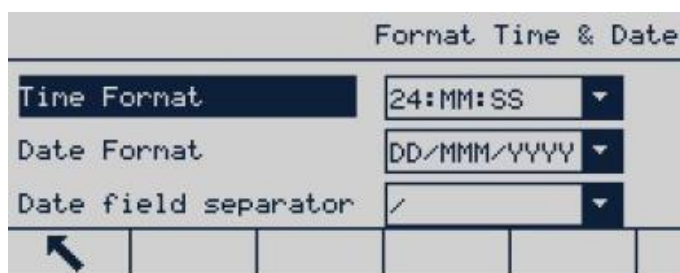 Format Time & Date
Time Format 24:MM:SS
Date Format DD/MMM/YYYY
Date field separator /